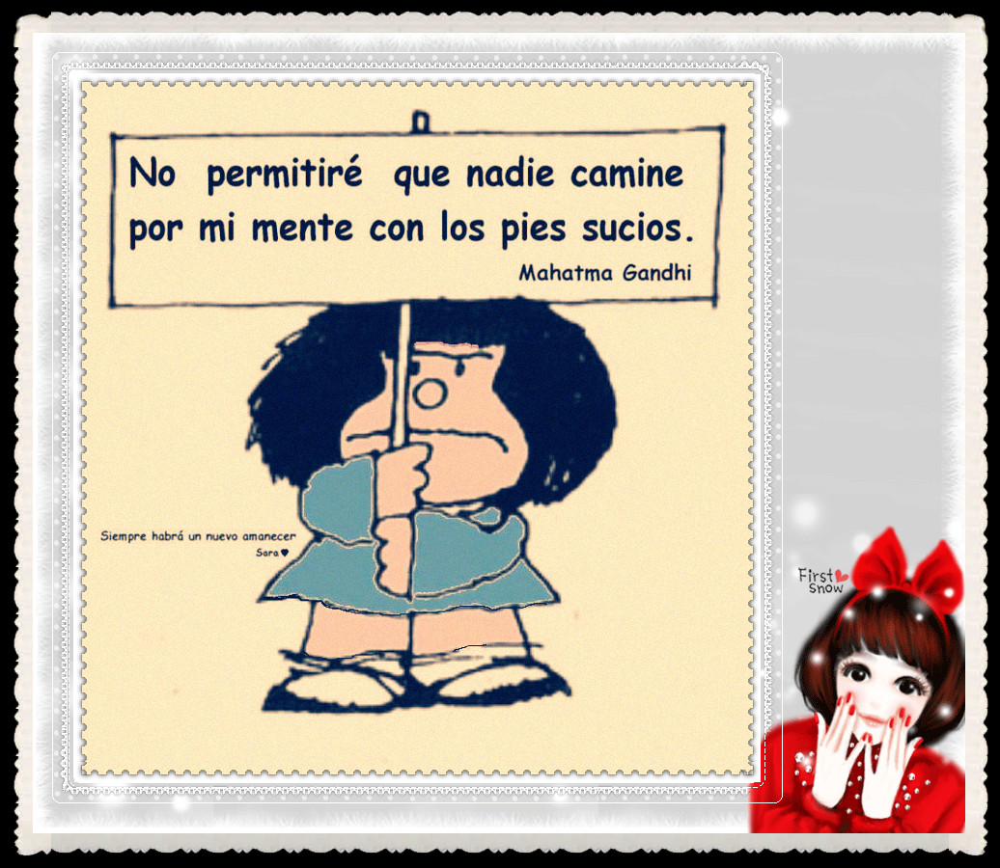 No permitiré que nadie camine
por mi mente con los pies sucios.
Mahatma Gandhi
Siempre habrá un nuevo amanecer
Sara♥
First❤
Snow